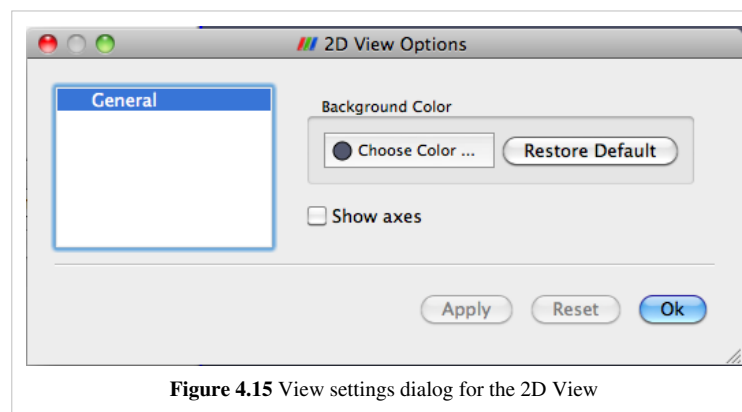 2D View Options
General
Background Color
Choose Color ...
Restore Default
Show axes
Apply
Reset
Ok
Figure 4.15 View settings dialog for the 2D View